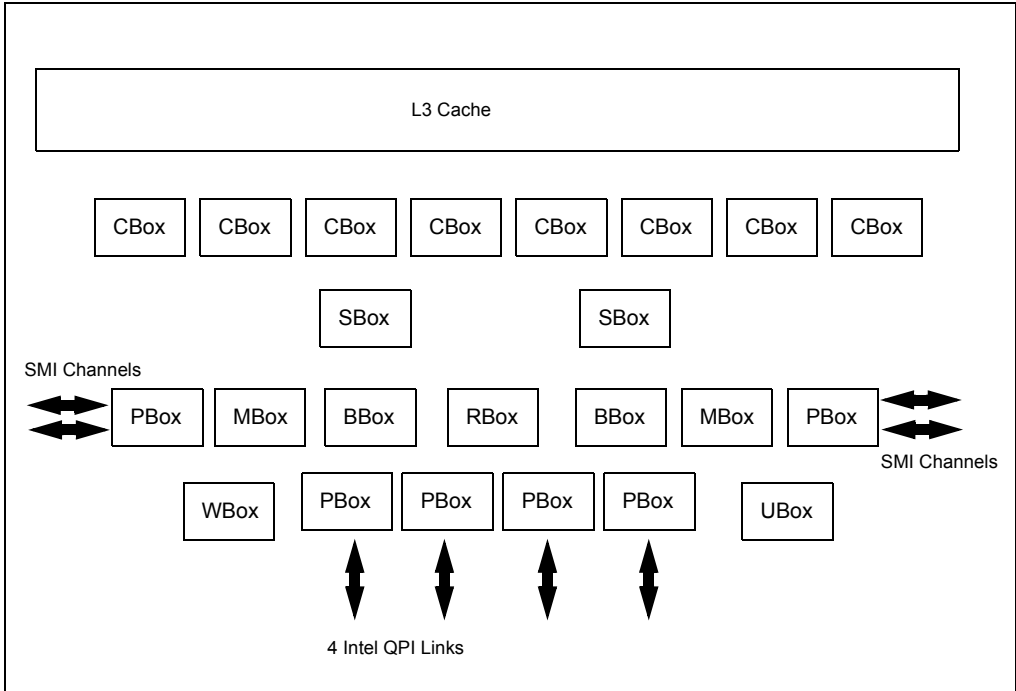 L3 Cache
CBox CBox CBox CBox CBox CBox CBox CBox
SBox SBox
SMI Channels
PBox MBox BBox RBox BBox MBox PBox
SMI Channels
WBox PBox PBox PBox PBox UBox
4 Intel QPI Links